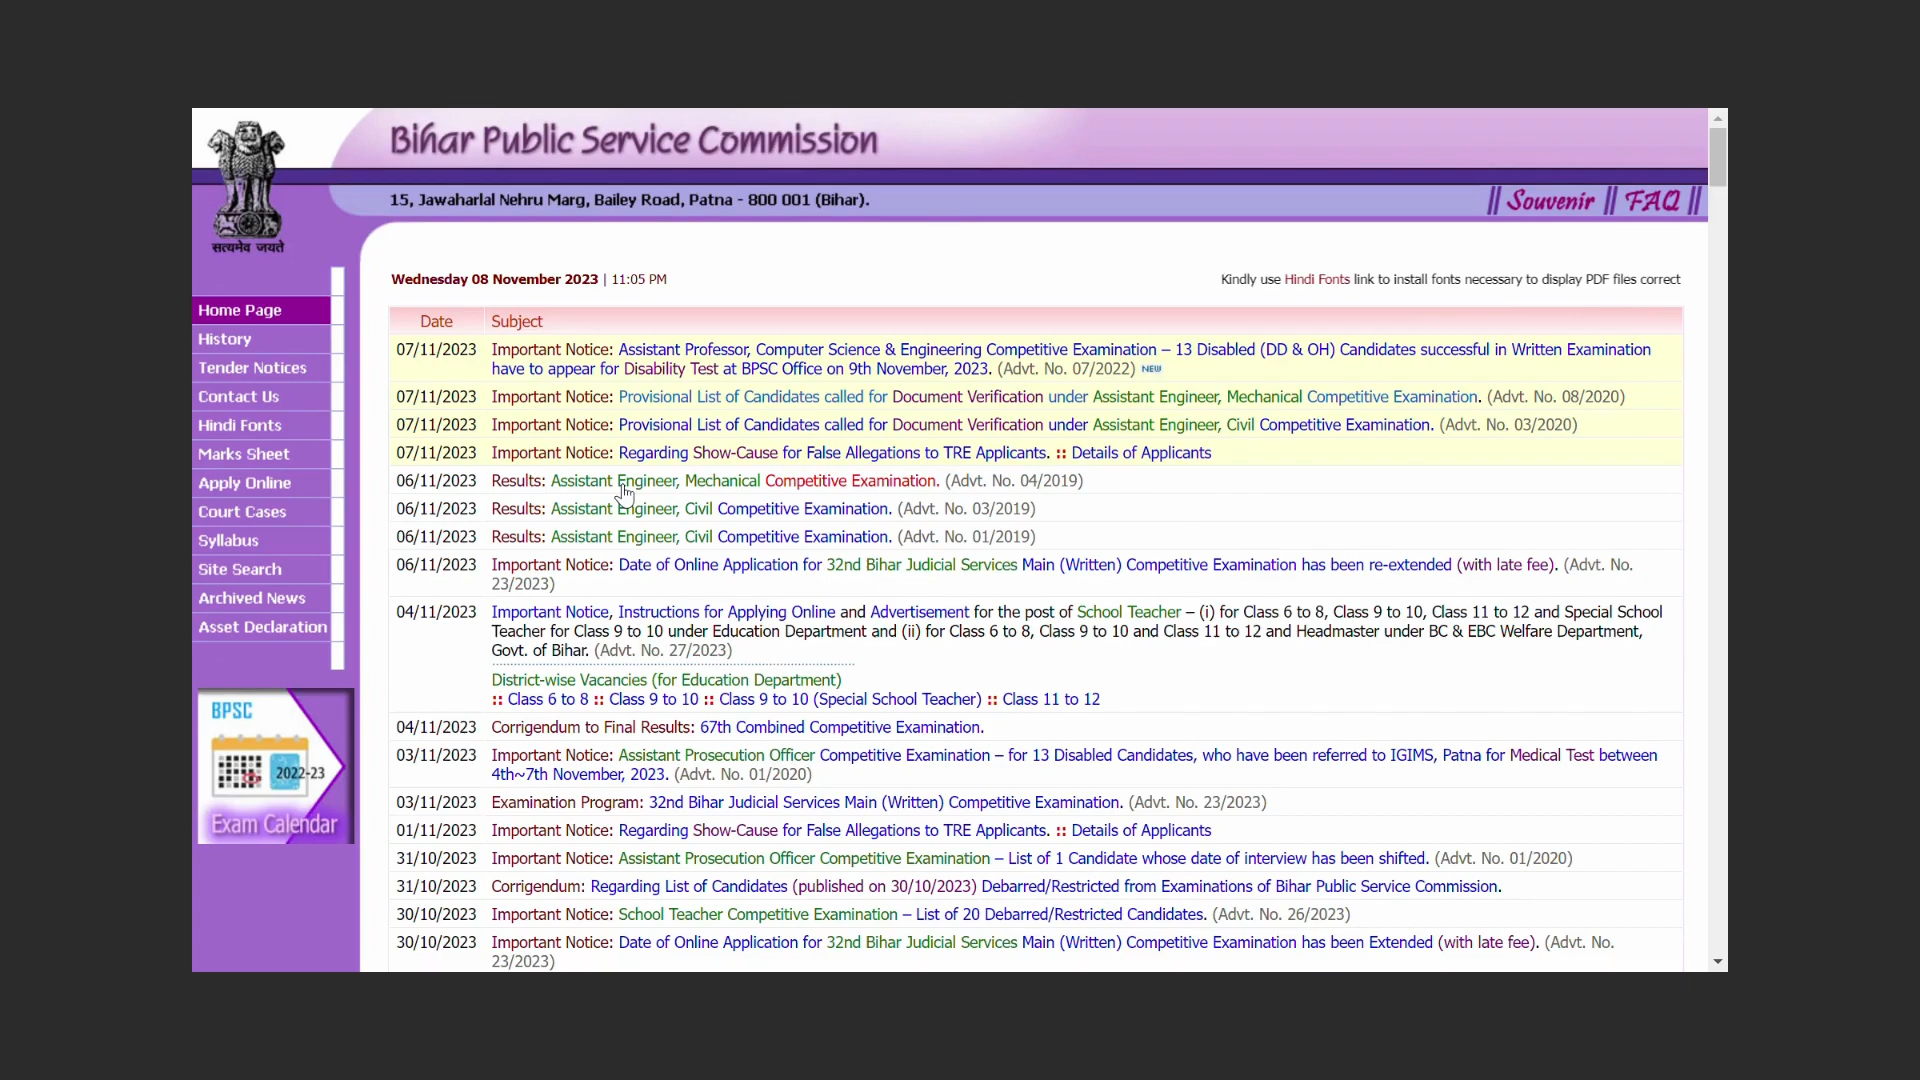 Bihar Public Service Commission
15, Jawaharlal Nehru Marg, Bailey Road, Patna - 800 001 (Bihar).
|| Souvenir || FAQ ||
सत्यमेव जयते
Wednesday 08 November 2023 | 11:05 PM
Kindly use Hindi Fonts link to install fonts necessary to display PDF files correct
Home Page
History
Tender Notices
Contact Us
Hindi Fonts
Marks Sheet
Apply Online
Court Cases
Syllabus
Site Search
Archived News
Asset Declaration
BPSC
2022-23
Exam Calendar
Date Subject
07/11/2023 Important Notice: Assistant Professor, Computer Science & Engineering Competitive Examination – 13 Disabled (DD & OH) Candidates successful in Written Examination
have to appear for Disability Test at BPSC Office on 9th November, 2023. (Advt. No. 07/2022) NEW
07/11/2023 Important Notice: Provisional List of Candidates called for Document Verification under Assistant Engineer, Mechanical Competitive Examination. (Advt. No. 08/2020)
07/11/2023 Important Notice: Provisional List of Candidates called for Document Verification under Assistant Engineer, Civil Competitive Examination. (Advt. No. 03/2020)
07/11/2023 Important Notice: Regarding Show-Cause for False Allegations to TRE Applicants. :: Details of Applicants
06/11/2023 Results: Assistant Engineer, Mechanical Competitive Examination. (Advt. No. 04/2019)
06/11/2023 Results: Assistant Engineer, Civil Competitive Examination. (Advt. No. 03/2019)
06/11/2023 Results: Assistant Engineer, Civil Competitive Examination. (Advt. No. 01/2019)
06/11/2023 Important Notice: Date of Online Application for 32nd Bihar Judicial Services Main (Written) Competitive Examination has been re-extended (with late fee). (Advt. No.
23/2023)
04/11/2023 Important Notice, Instructions for Applying Online and Advertisement for the post of School Teacher – (i) for Class 6 to 8, Class 9 to 10, Class 11 to 12 and Special School
Teacher for Class 9 to 10 under Education Department and (ii) for Class 6 to 8, Class 9 to 10 and Class 11 to 12 and Headmaster under BC & EBC Welfare Department,
Govt. of Bihar. (Advt. No. 27/2023)
District-wise Vacancies (for Education Department)
:: Class 6 to 8 :: Class 9 to 10 :: Class 9 to 10 (Special School Teacher) :: Class 11 to 12
04/11/2023 Corrigendum to Final Results: 67th Combined Competitive Examination.
03/11/2023 Important Notice: Assistant Prosecution Officer Competitive Examination – for 13 Disabled Candidates, who have been referred to IGIMS, Patna for Medical Test between
4th~7th November, 2023. (Advt. No. 01/2020)
03/11/2023 Examination Program: 32nd Bihar Judicial Services Main (Written) Competitive Examination. (Advt. No. 23/2023)
01/11/2023 Important Notice: Regarding Show-Cause for False Allegations to TRE Applicants. :: Details of Applicants
31/10/2023 Important Notice: Assistant Prosecution Officer Competitive Examination – List of 1 Candidate whose date of interview has been shifted. (Advt. No. 01/2020)
31/10/2023 Corrigendum: Regarding List of Candidates (published on 30/10/2023) Debarred/Restricted from Examinations of Bihar Public Service Commission.
30/10/2023 Important Notice: School Teacher Competitive Examination – List of 20 Debarred/Restricted Candidates. (Advt. No. 26/2023)
30/10/2023 Important Notice: Date of Online Application for 32nd Bihar Judicial Services Main (Written) Competitive Examination has been Extended (with late fee). (Advt. No.
23/2023)